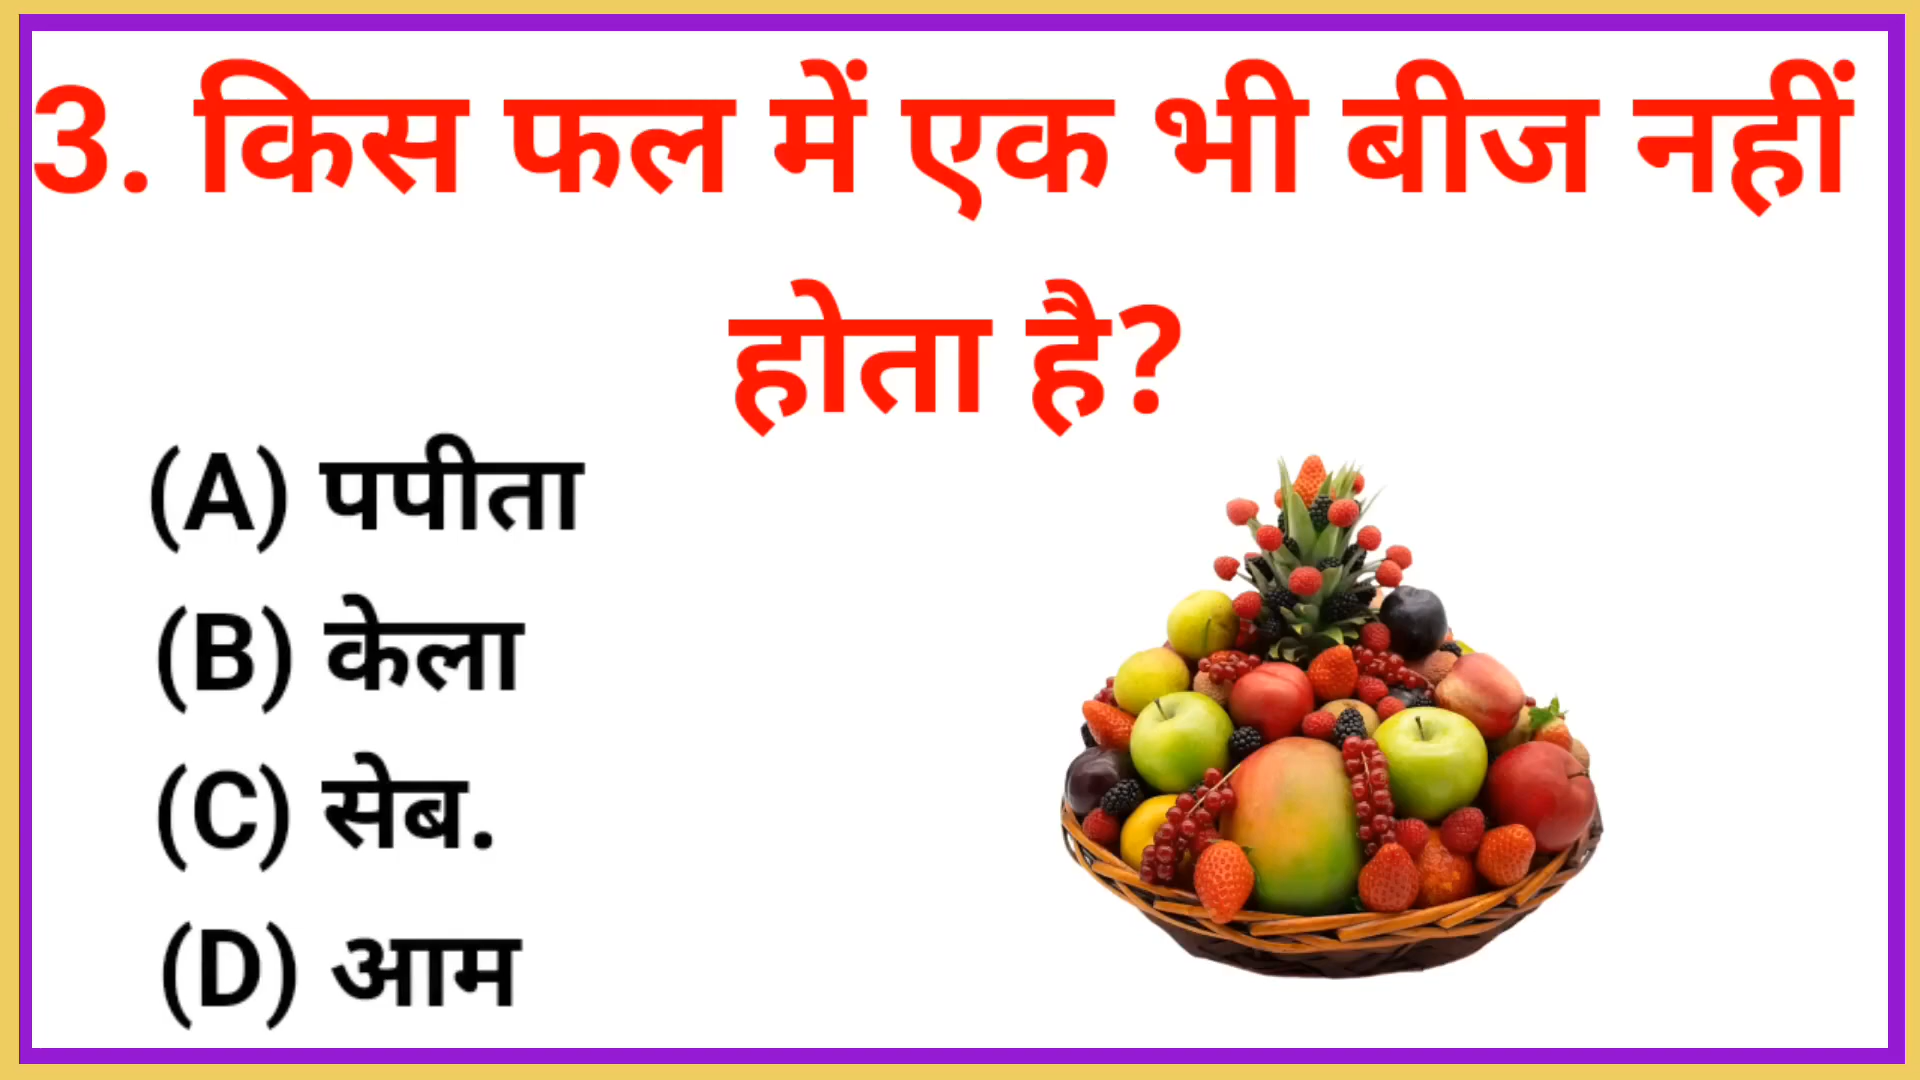 3. किस फल में एक भी बीज नहीं
होता है?
(A) पपीता
(B) केला
(C) सेब.
(D) आम